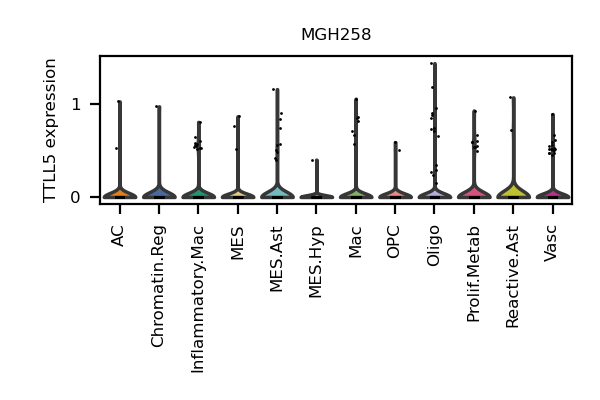 MGH258
TTLL5 expression
1
0
AC
Chromatin.Reg
Inflammatory.Mac
MES
MES.Ast
MES.Hyp
Mac
OPC
Oligo
Prolif.Metab
Reactive.Ast
Vasc